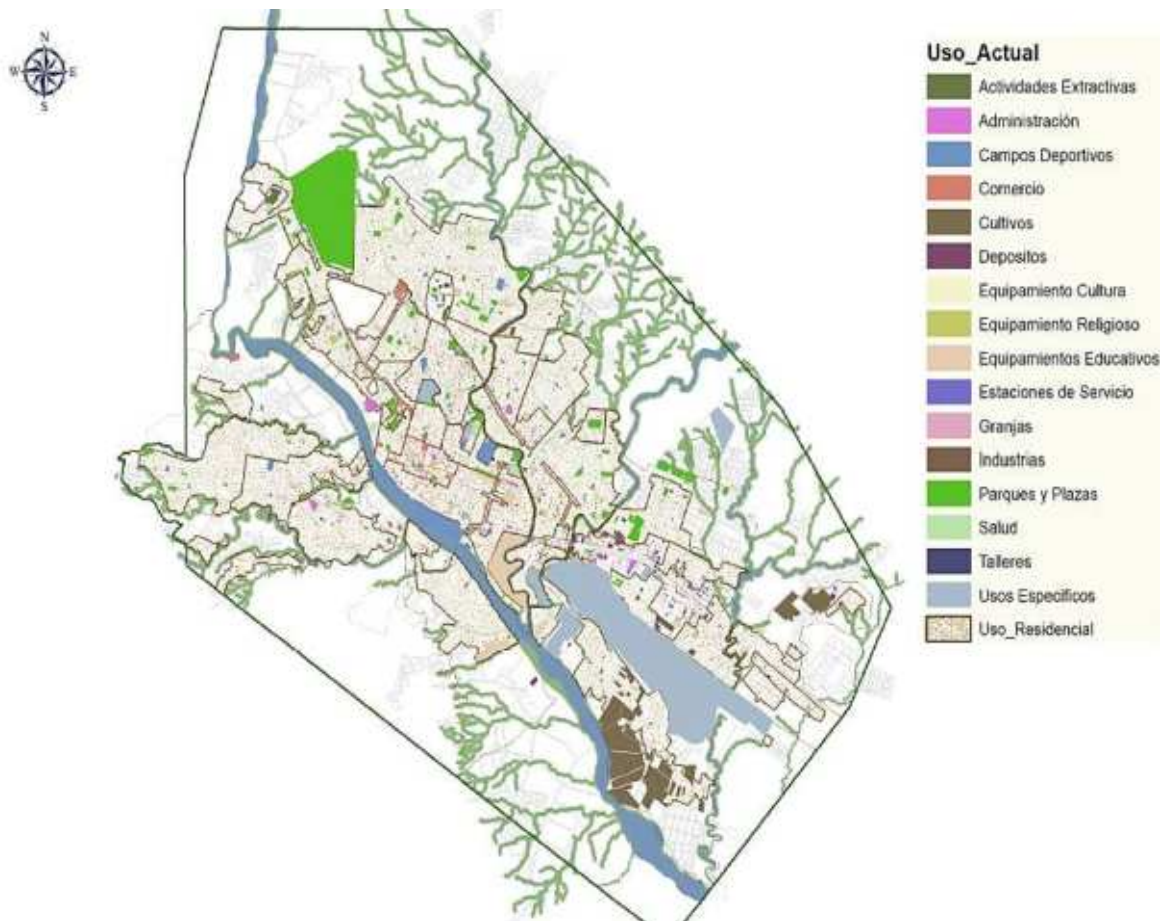 N
W E
S
Uso_Actual
Actividades Extractivas
Administración
Campos Deportivos
Comercio
Cultivos
Depositos
Equipamiento Cultura
Equipamiento Religioso
Equipamientos Educativos
Estaciones de Servicio
Granjas
Industrias
Parques y Plazas
Salud
Talleres
Usos Especificos
Uso_Residencial